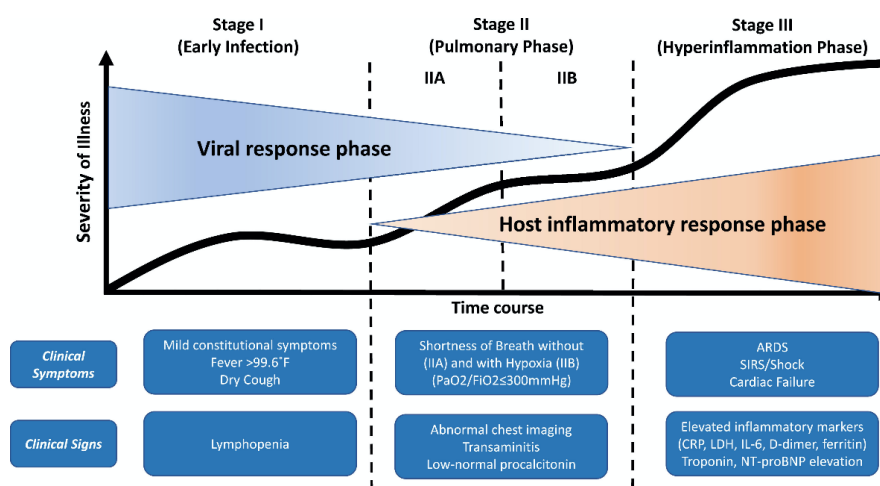 Stage I
(Early Infection)
Stage II
(Pulmonary Phase)
Stage III
(Hyperinflammation Phase)
IIA
IIB
Severity of Illness
Viral response phase
Host inflammatory response phase
Time course
Clinical
Symptoms
Mild constitutional symptoms
Fever >99.6°F
Dry Cough
Shortness of Breath without
(IIA) and with Hypoxia (IIB)
(PaO2/FiO2≤300mmHg)
ARDS
SIRS/Shock
Cardiac Failure
Clinical Signs
Lymphopenia
Abnormal chest imaging
Transaminitis
Low-normal procalcitonin
Elevated inflammatory markers
(CRP, LDH, IL-6, D-dimer, ferritin)
Troponin, NT-proBNP elevation